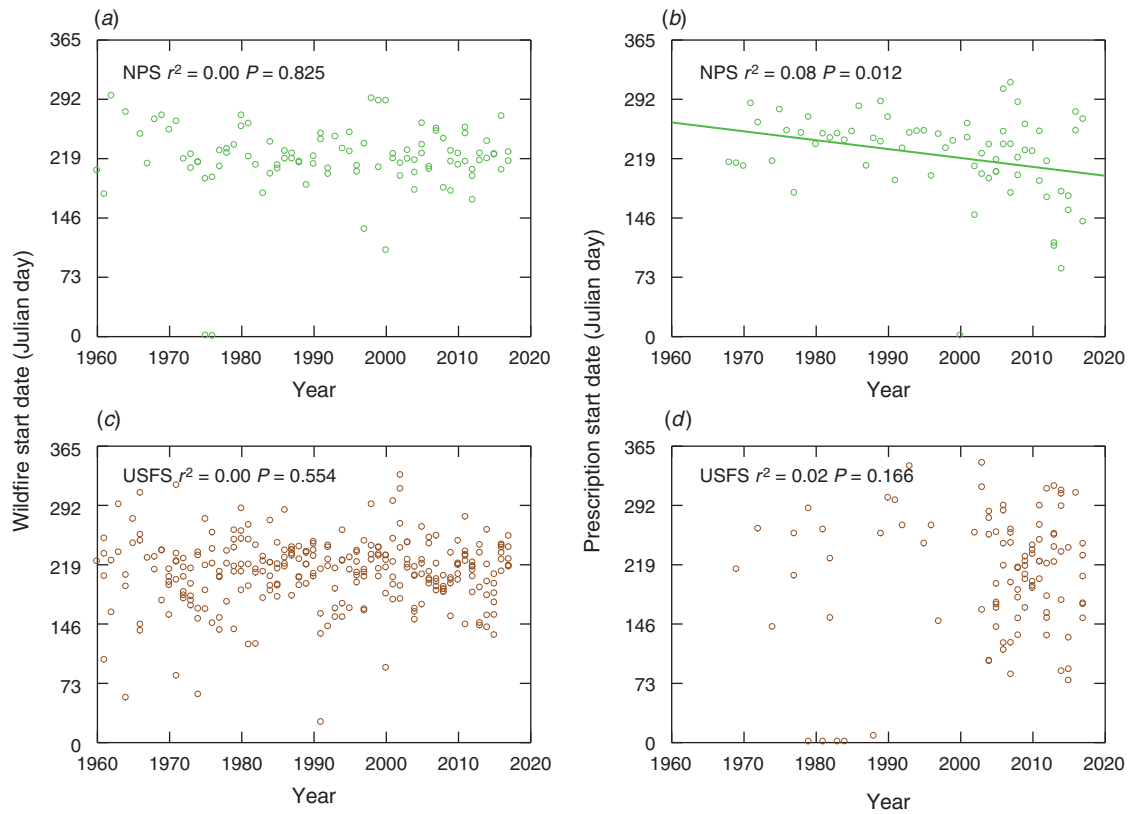 (a)
365
292
219
146
73
0
NPS r² = 0.00 P = 0.825
1960 1970 1980 1990 2000 2010 2020
Year
Wildfire start date (Julian day)
(b)
365
292
219
146
73
0
NPS r² = 0.08 P = 0.012
1960 1970 1980 1990 2000 2010 2020
Year
Prescription start date (Julian day)
(c)
365
292
219
146
73
0
USFS r² = 0.00 P = 0.554
1960 1970 1980 1990 2000 2010 2020
Year
(d)
365
292
219
146
73
0
USFS r² = 0.02 P = 0.166
1960 1970 1980 1990 2000 2010 2020
Year